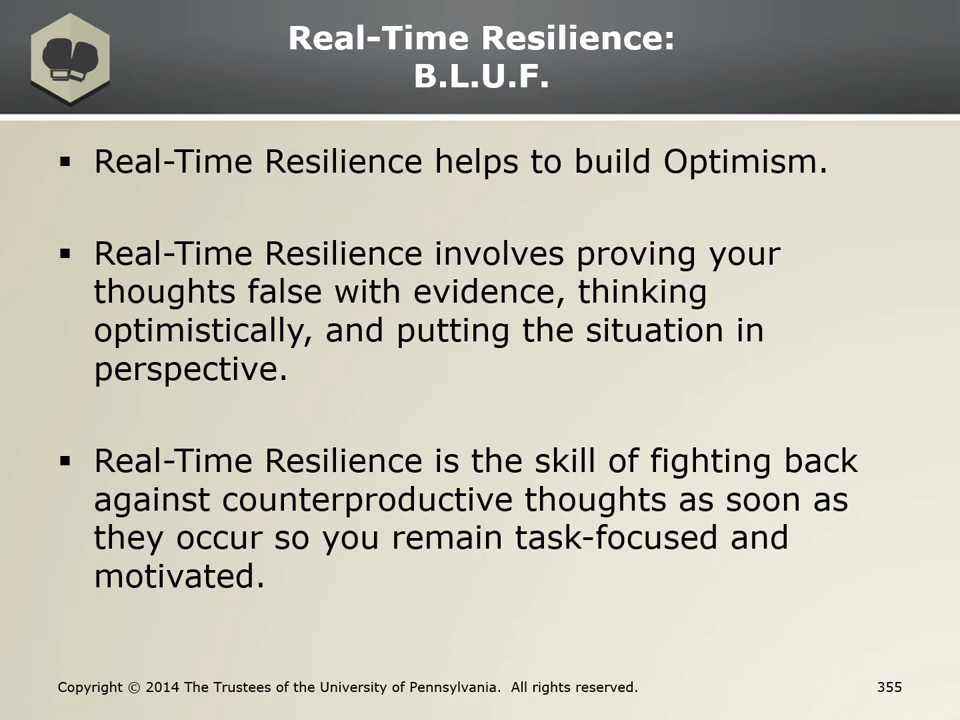 Real-Time Resilience:
B.L.U.F.
▪ Real-Time Resilience helps to build Optimism.
▪ Real-Time Resilience involves proving your
thoughts false with evidence, thinking
optimistically, and putting the situation in
perspective.
▪ Real-Time Resilience is the skill of fighting back
against counterproductive thoughts as soon as
they occur so you remain task-focused and
motivated.
Copyright © 2014 The Trustees of the University of Pennsylvania. All rights reserved. 355